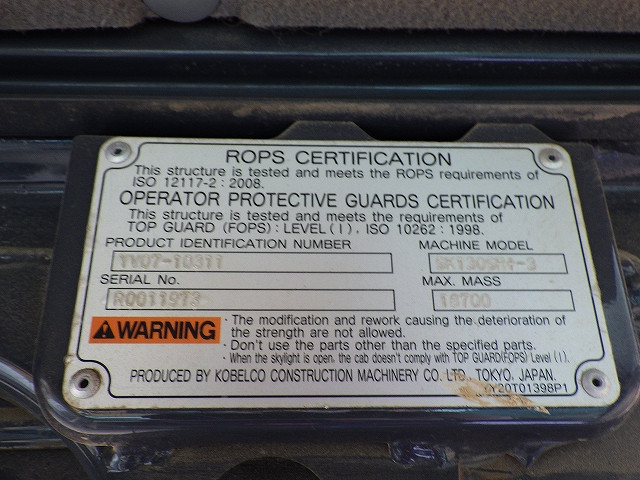 ROPS CERTIFICATION
This structure is tested and meets the ROPS requirements of
ISO 12117-2 : 2008.
OPERATOR PROTECTIVE GUARDS CERTIFICATION
This structure is tested and meets the requirements of
TOP GUARD (FOPS) : LEVEL ( I ), ISO 10262 : 1998.
PRODUCT IDENTIFICATION NUMBER
YV07-10311
MACHINE MODEL
SERIAL No.
R0011973
MAX. MASS
WARNING
· The modification and rework causing the deterioration of
the strength are not allowed.
· Don't use the parts other than the specified parts.
· When the skylight is open, the cab doesn't comply with TOP GUARD(FOPS) Level ( I ).
PRODUCED BY KOBELCO CONSTRUCTION MACHINERY CO. LTD., TOKYO, JAPAN.